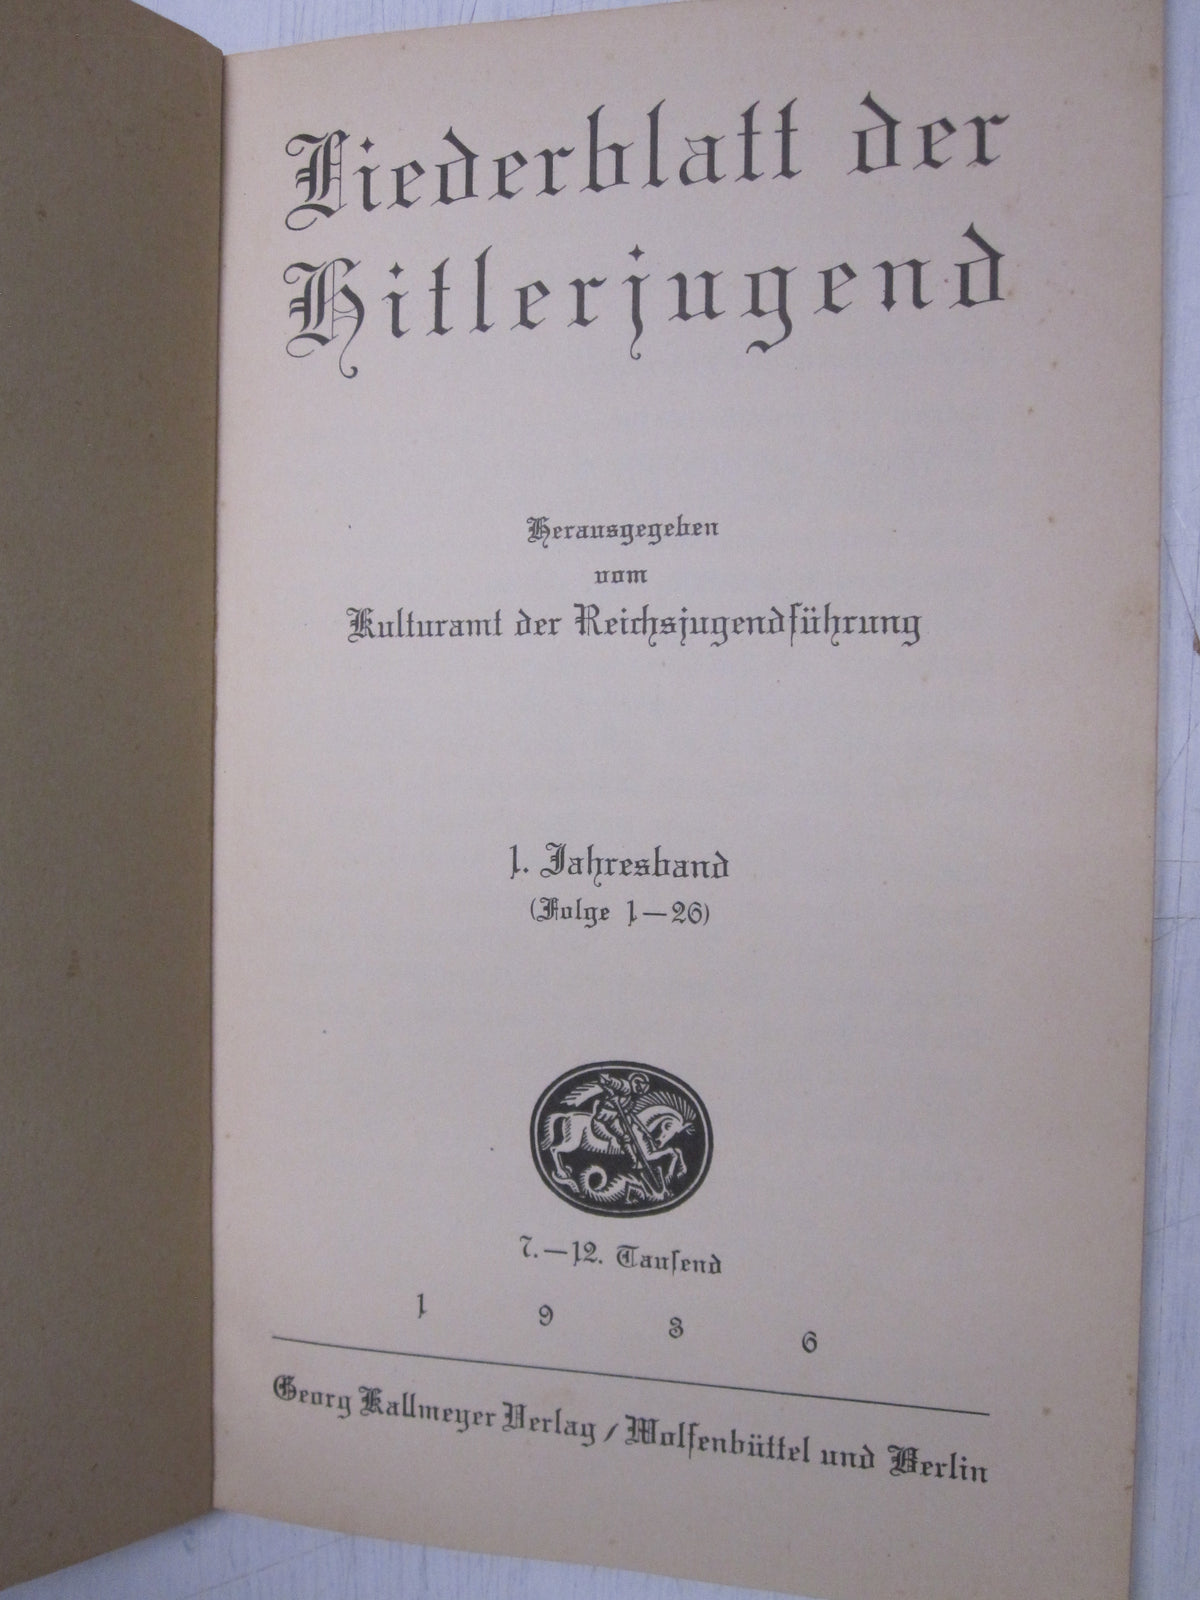 Liederblatt der
Hitlerjugend
Herausgegeben
vom
Kulturamt der Reichsjugendführung
1. Jahresband
(Folge 1—26)
7.—12. Tausend
1 9 3 6
Georg Kallmeyer Verlag / Wolfenbüttel und Berlin